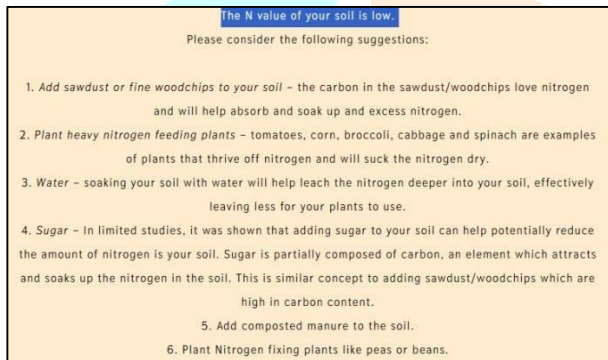 The N value of your soil is low.
Please consider the following suggestions:
1. Add sawdust or fine woodchips to your soil – the carbon in the sawdust/woodchips love nitrogen
and will help absorb and soak up and excess nitrogen.
2. Plant heavy nitrogen feeding plants – tomatoes, corn, broccoli, cabbage and spinach are examples
of plants that thrive off nitrogen and will suck the nitrogen dry.
3. Water – soaking your soil with water will help leach the nitrogen deeper into your soil, effectively
leaving less for your plants to use.
4. Sugar – In limited studies, it was shown that adding sugar to your soil can help potentially reduce
the amount of nitrogen is your soil. Sugar is partially composed of carbon, an element which attracts
and soaks up the nitrogen in the soil. This is similar concept to adding sawdust/woodchips which are
high in carbon content.
5. Add composted manure to the soil.
6. Plant Nitrogen fixing plants like peas or beans.